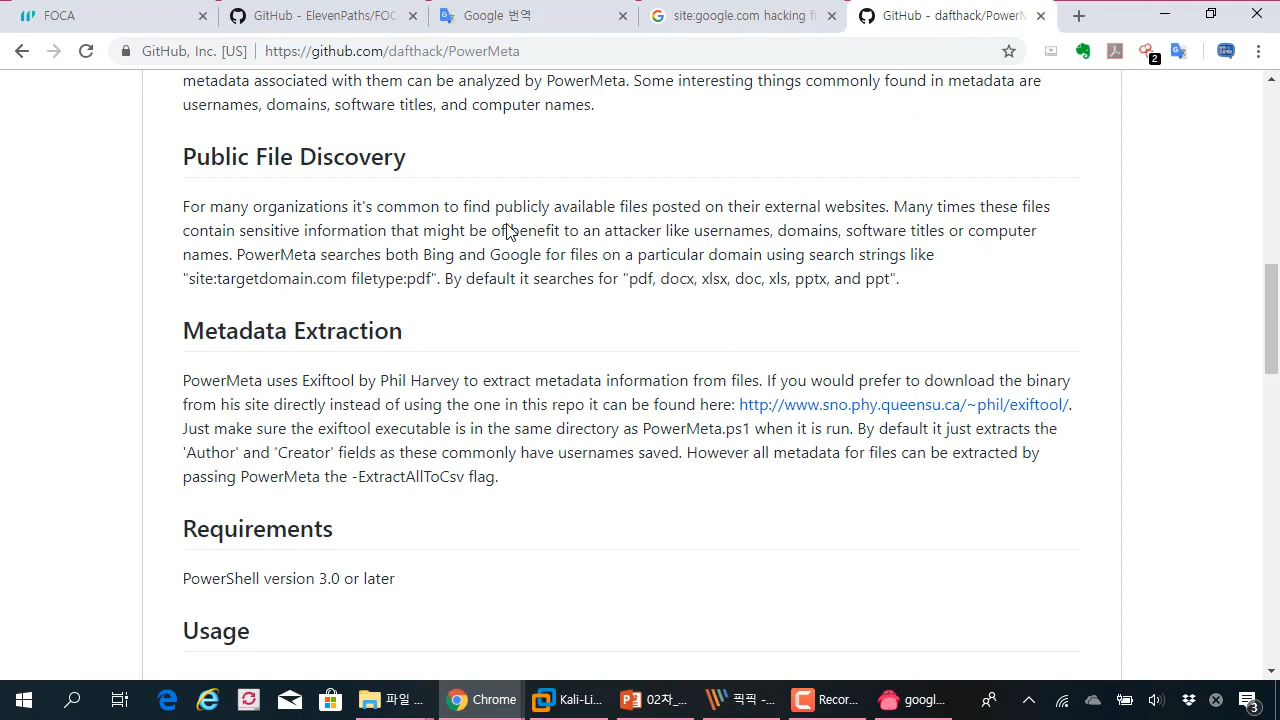 FOCA
GitHub - ElevenPaths/FOC
Google 번역
site:google.com hacking fi
GitHub - dafthack/PowerM
GitHub, Inc. [US]
https://github.com/dafthack/PowerMeta
2
metadata associated with them can be analyzed by PowerMeta. Some interesting things commonly found in metadata are
usernames, domains, software titles, and computer names.
Public File Discovery
For many organizations it's common to find publicly available files posted on their external websites. Many times these files
contain sensitive information that might be of benefit to an attacker like usernames, domains, software titles or computer
names. PowerMeta searches both Bing and Google for files on a particular domain using search strings like
"site:targetdomain.com filetype:pdf". By default it searches for "pdf, docx, xlsx, doc, xls, pptx, and ppt".
Metadata Extraction
PowerMeta uses Exiftool by Phil Harvey to extract metadata information from files. If you would prefer to download the binary
from his site directly instead of using the one in this repo it can be found here: http://www.sno.phy.queensu.ca/~phil/exiftool/.
Just make sure the exiftool executable is in the same directory as PowerMeta.ps1 when it is run. By default it just extracts the
'Author' and 'Creator' fields as these commonly have usernames saved. However all metadata for files can be extracted by
passing PowerMeta the -ExtractAllToCsv flag.
Requirements
PowerShell version 3.0 or later
Usage
파일 ...
Chrome
Kali-Li...
02차_...
픽픽 -...
Recor...
googl...
3